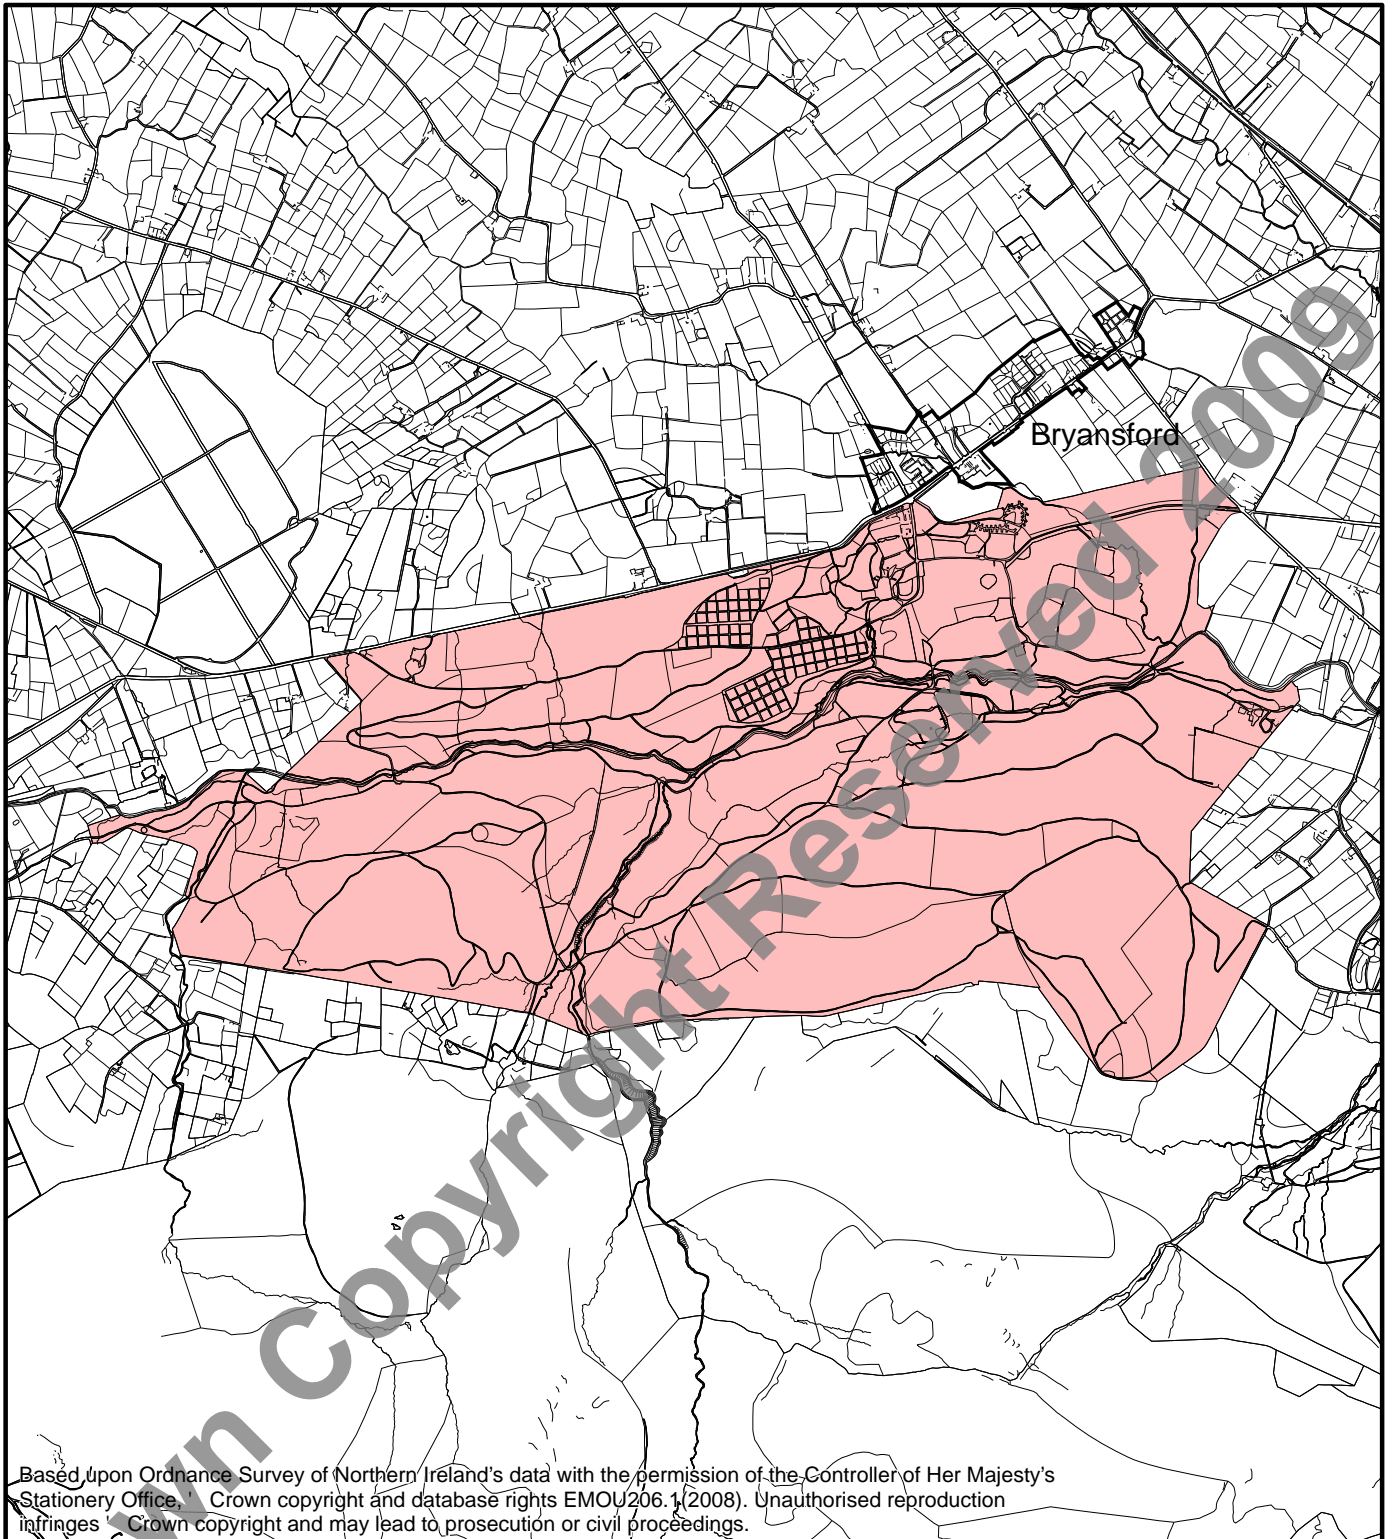 Bryansford
wn Copyright Reserved 2009
Based upon Ordnance Survey of Northern Ireland's data with the permission of the Controller of Her Majesty's
Stationery Office, ' Crown copyright and database rights EMOU206.1 (2008). Unauthorised reproduction
infringes ' Crown copyright and may lead to prosecution or civil proceedings.